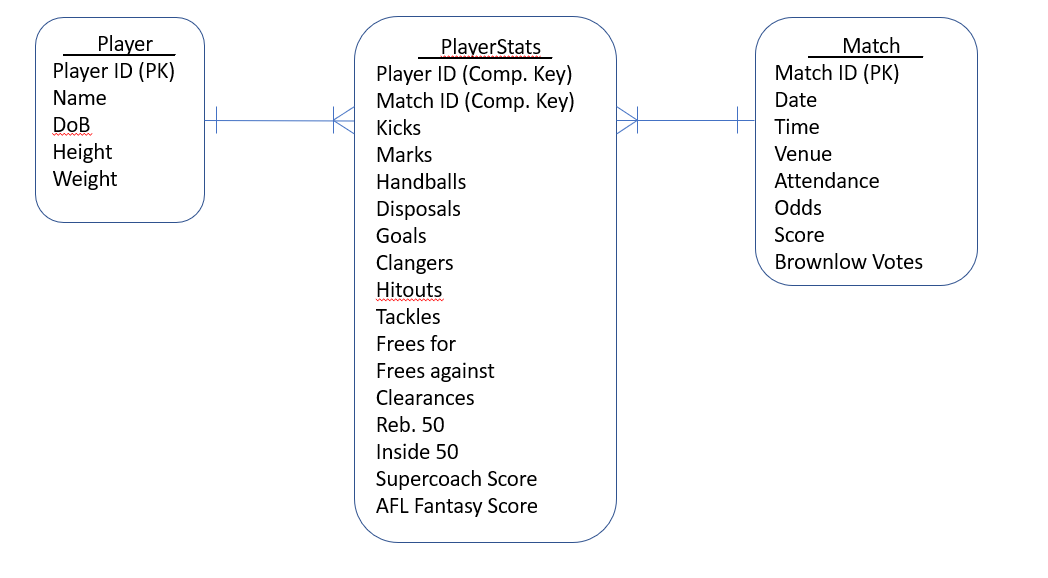 Player
Player ID (PK)
Name
DoB
Height
Weight
PlayerStats
Player ID (Comp. Key)
Match ID (Comp. Key)
Kicks
Marks
Handballs
Disposals
Goals
Clangers
Hitouts
Tackles
Frees for
Frees against
Clearances
Reb. 50
Inside 50
Supercoach Score
AFL Fantasy Score
Match
Match ID (PK)
Date
Time
Venue
Attendance
Odds
Score
Brownlow Votes